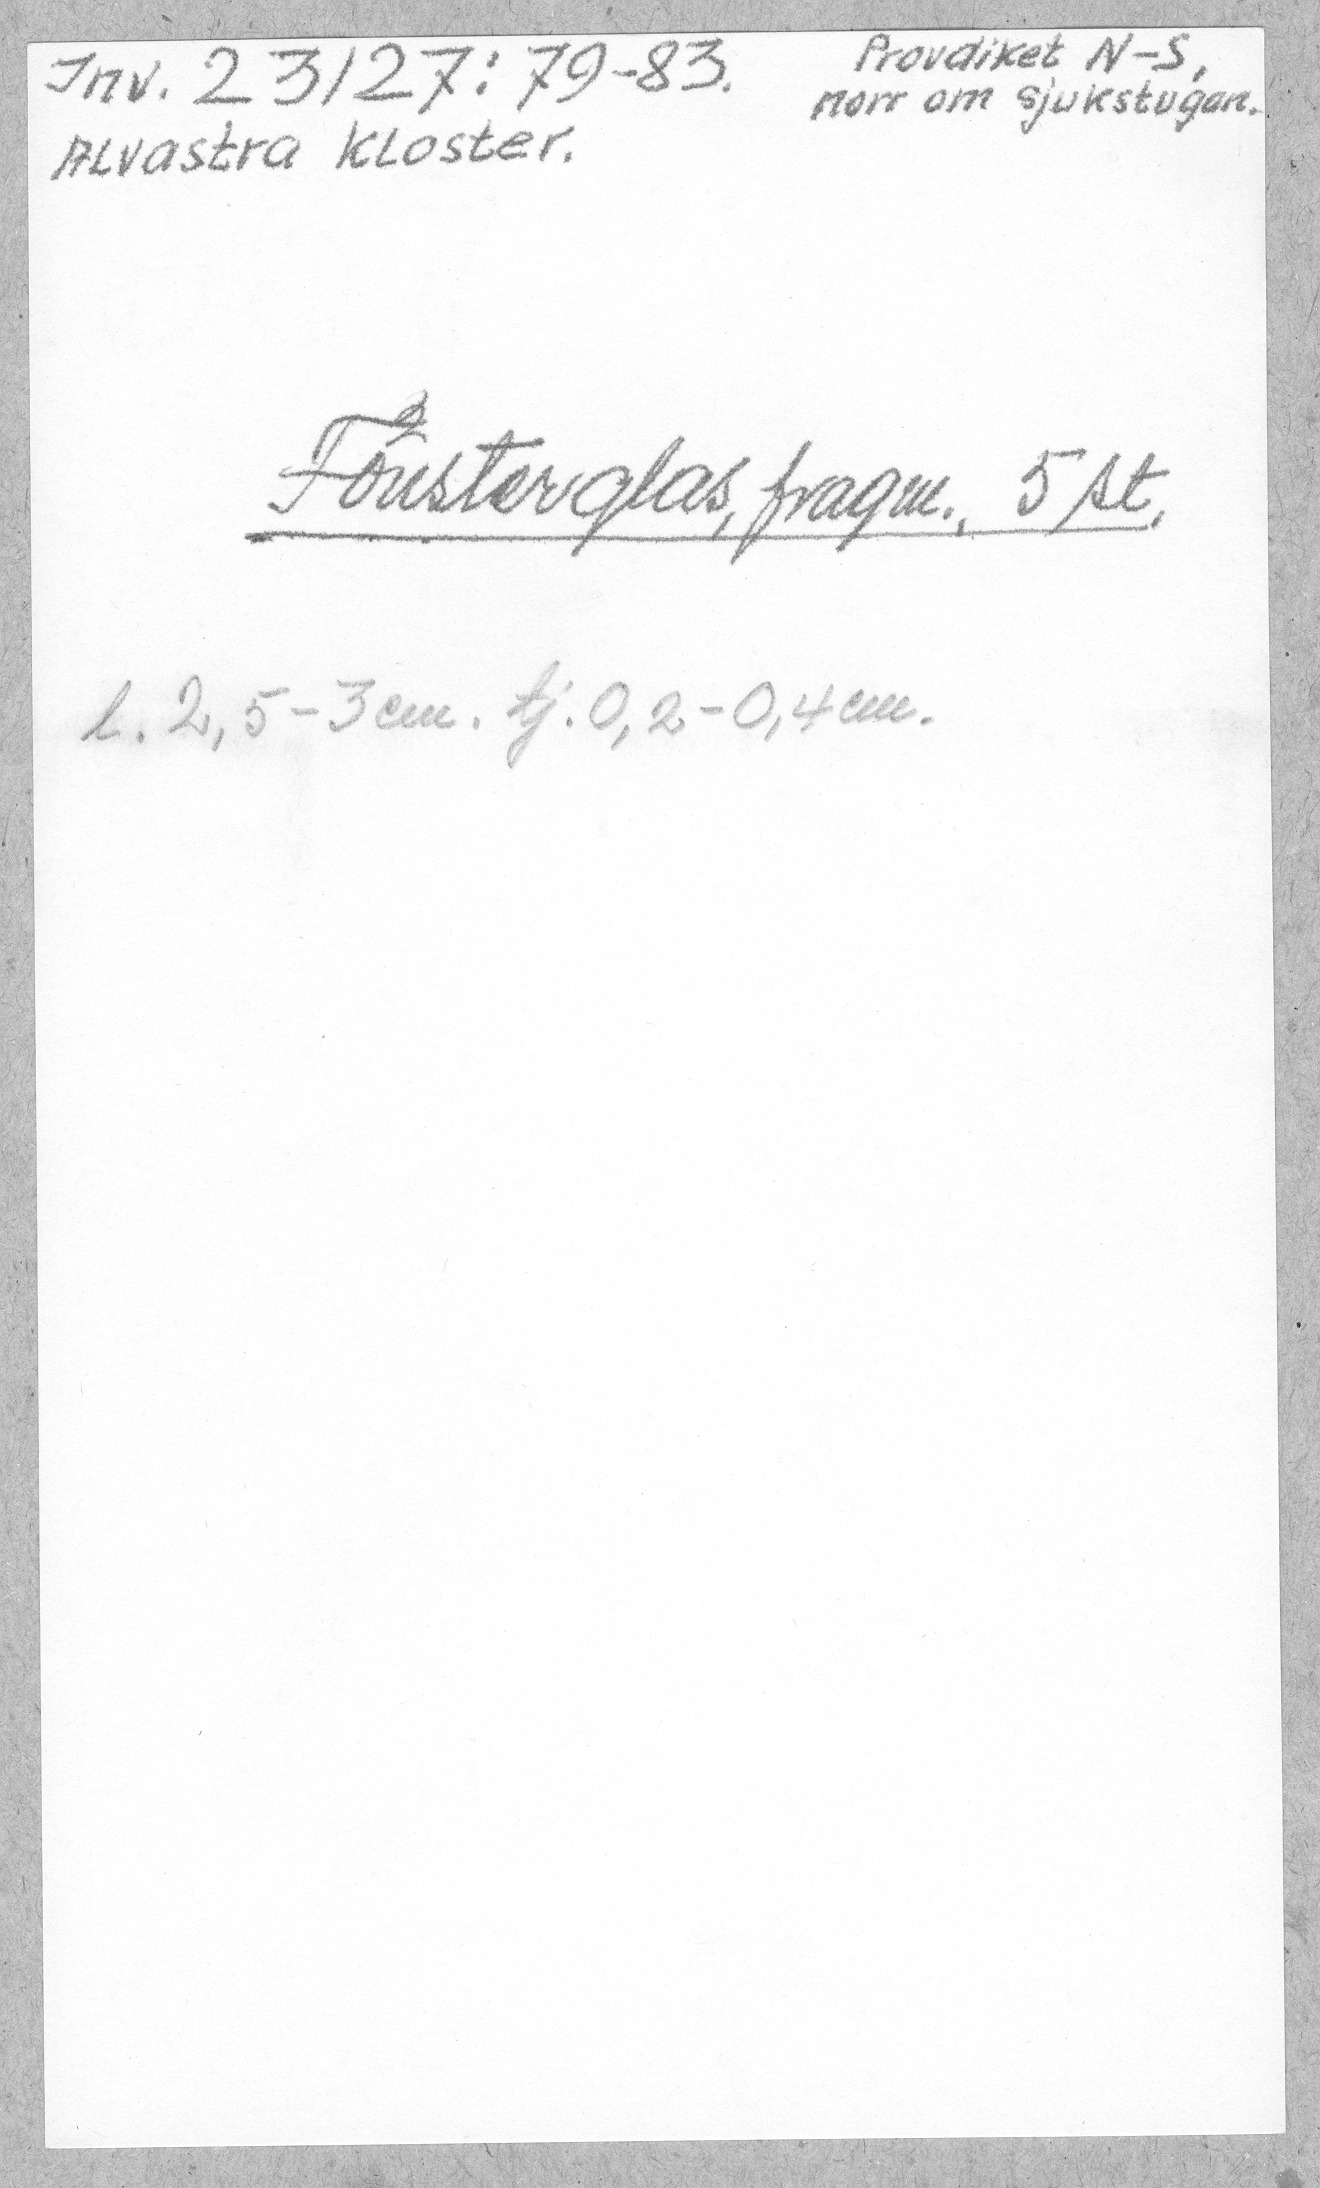 Inv. 23127: 79-83.
Alvastra Kloster.
Provdiket N-S,
norr om sjukstugan.
Fönsterglas, fragm., 5 st.
l. 2,5-3 cm. tj. 0,2-0,4 cm.